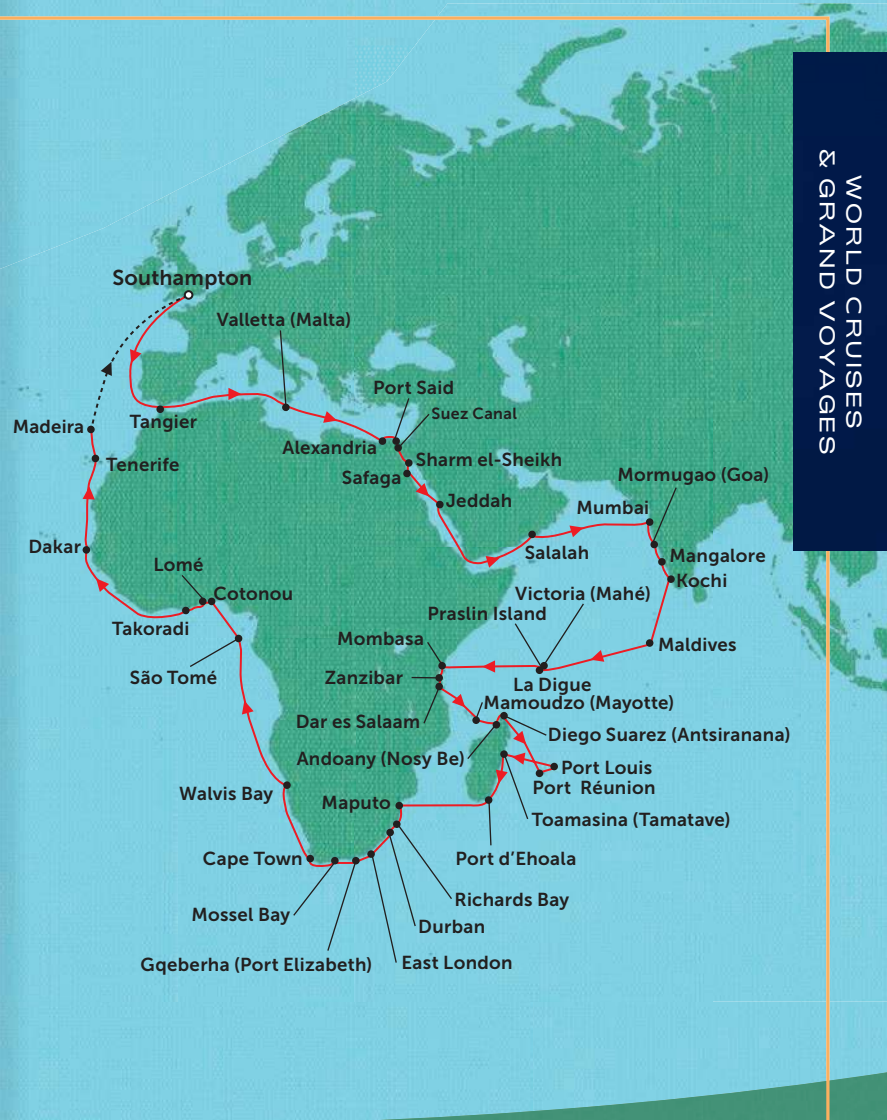 WORLD CRUISES
& GRAND VOYAGES
Southampton
Valletta (Malta)
Port Said
Suez Canal
Madeira
Tangier
Alexandria
Tenerife
Sharm el-Sheikh
Safaga
Mormugao (Goa)
Jeddah
Mumbai
Dakar
Salalah
Mangalore
Lomé
Kochi
Cotonou
Victoria (Mahé)
Praslin Island
Takoradi
Mombasa
Maldives
São Tomé
Zanzibar
La Digue
Mamoudzo (Mayotte)
Dar es Salaam
Diego Suarez (Antsiranana)
Andoany (Nosy Be)
Port Louis
Port Réunion
Walvis Bay
Maputo
Toamasina (Tamatave)
Cape Town
Port d'Ehoala
Richards Bay
Mossel Bay
Durban
Gqeberha (Port Elizabeth)
East London